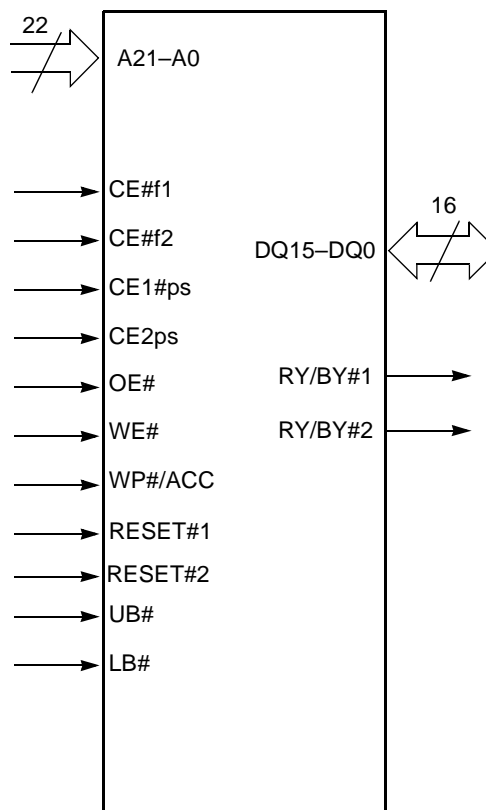 22
A21–A0
CE#f1
CE#f2
CE1#ps
CE2ps
OE#
WE#
WP#/ACC
RESET#1
RESET#2
UB#
LB#
16
DQ15–DQ0
RY/BY#1
RY/BY#2